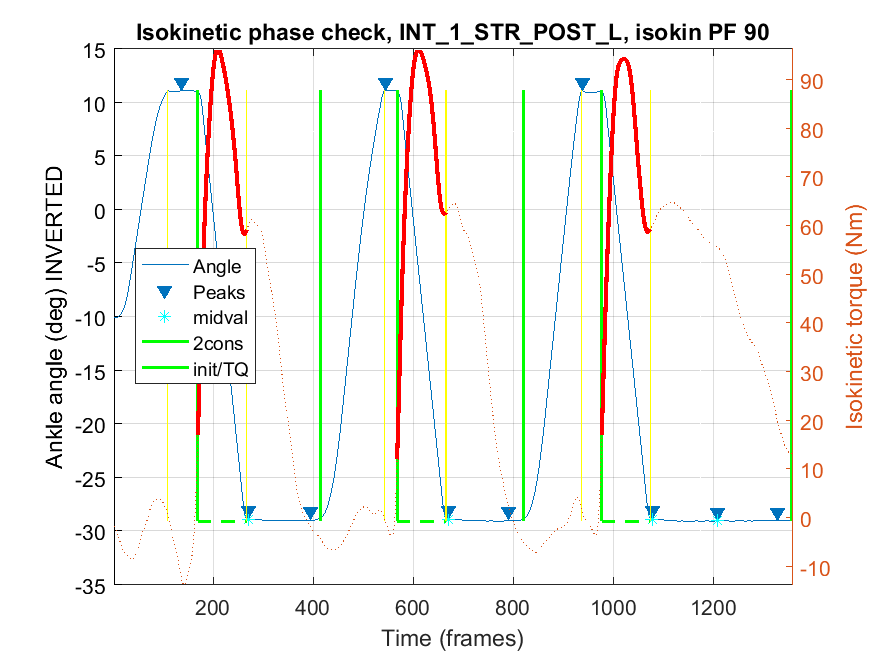 Isokinetic phase check, INT_1_STR_POST_L, isokin PF 90
15
10
5
0
-5
-10
-15
-20
-25
-30
-35
Ankle angle (deg) INVERTED
Angle
Peaks
midval
2cons
init/TQ
90
80
70
60
50
40
30
20
10
0
-10
Isokinetic torque (Nm)
200 400 600 800 1000 1200
Time (frames)